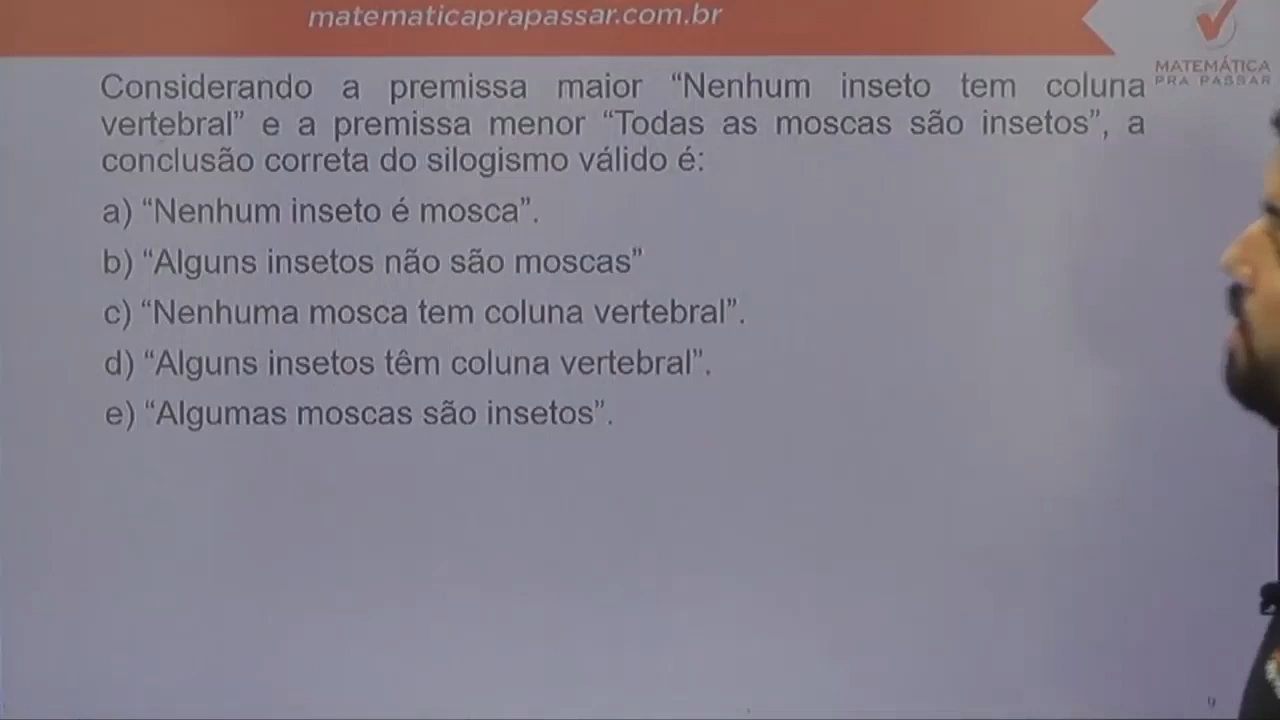 matematicaprapassar.com.br
MATEMÁTICA
PRA PASSAR
Considerando a premissa maior “Nenhum inseto tem coluna
vertebral” e a premissa menor “Todas as moscas são insetos”, a
conclusão correta do silogismo válido é:
a) “Nenhum inseto é mosca”.
b) “Alguns insetos não são moscas”
c) “Nenhuma mosca tem coluna vertebral”.
d) “Alguns insetos têm coluna vertebral”.
e) “Algumas moscas são insetos”.